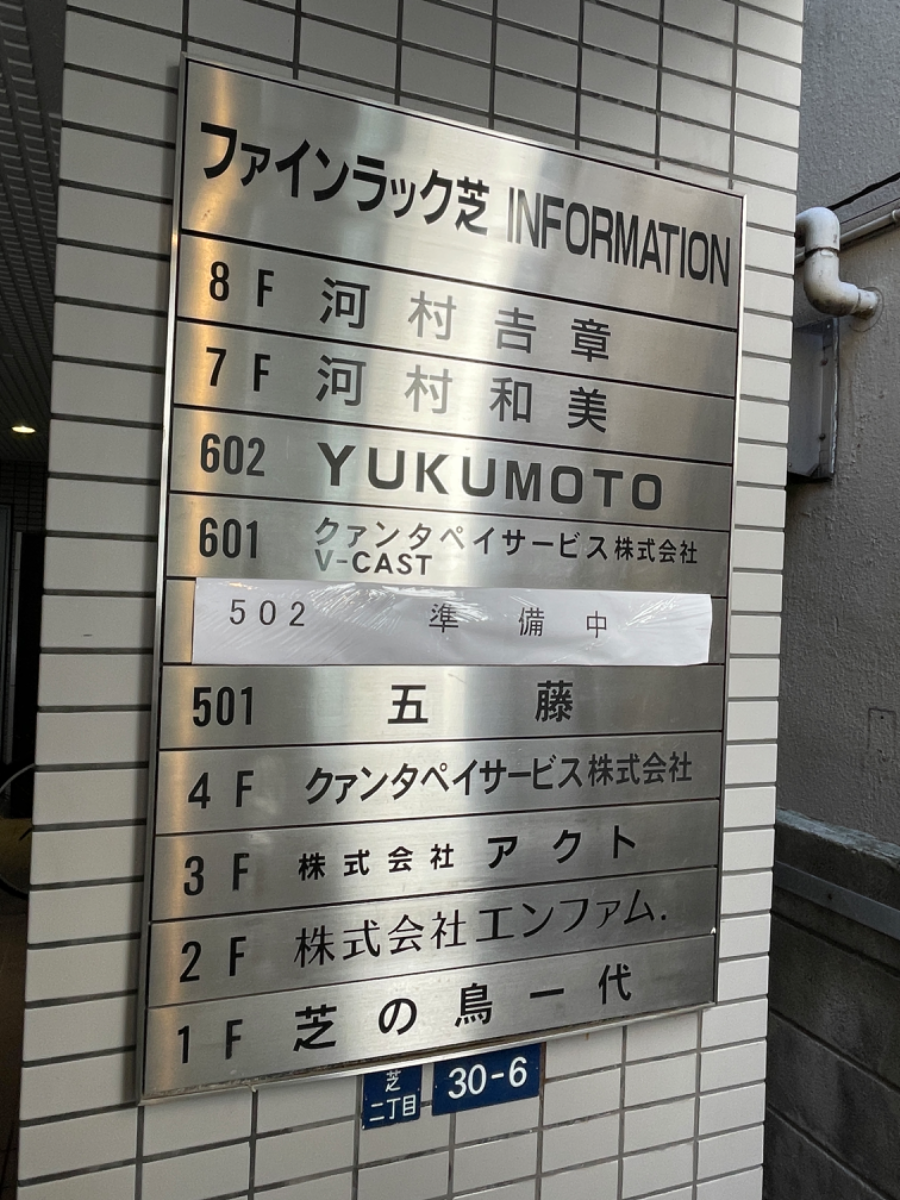 ファインラック芝 INFORMATION
8F 河村吉章
7F 河村和美
602 YUKUMOTO
601 クァンタペイサービス株式会社
V-CAST
502 準備中
501 五藤
4F クァンタペイサービス株式会社
3F 株式会社 アクト
2F 株式会社エンファム.
1F 芝の鳥一代
芝
二丁目 30-6